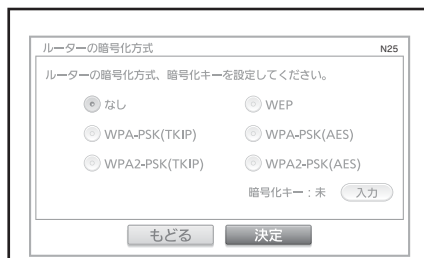 ルーターの暗号化方式 N25
ルーターの暗号化方式、暗号化キーを設定してください。
なし WEP
WPA-PSK(TKIP) WPA-PSK(AES)
WPA2-PSK(TKIP) WPA2-PSK(AES)
暗号化キー：未 入力
もどる 決定